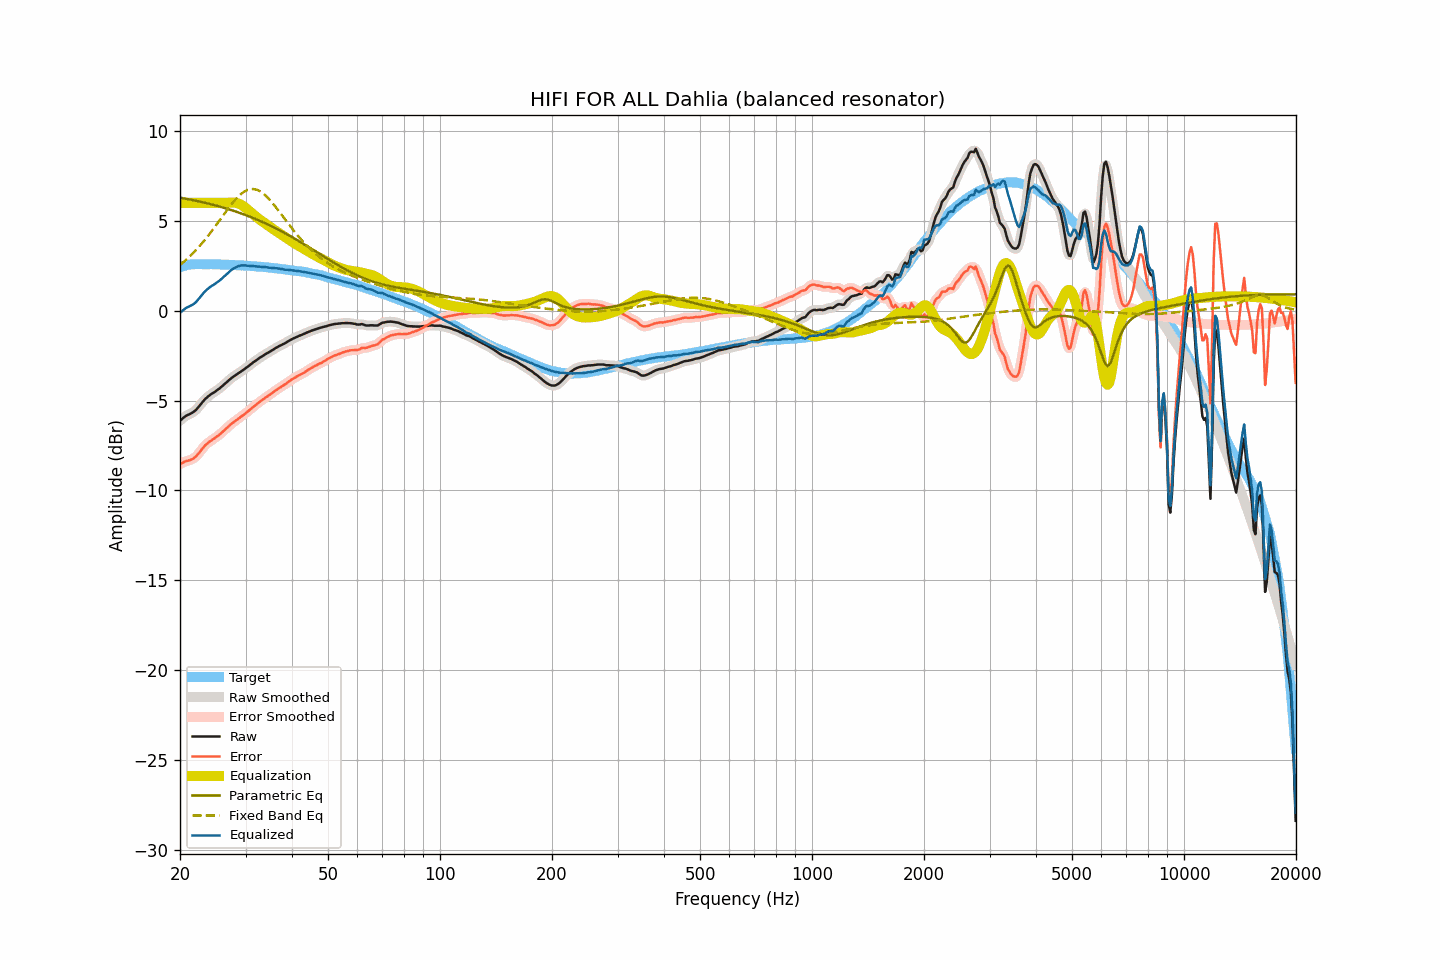 HIFI FOR ALL Dahlia (balanced resonator)
10
5
0
−5
−10
−15
−20
−25
−30
Amplitude (dBr)
Target
Raw Smoothed
Error Smoothed
Raw
Error
Equalization
Parametric Eq
Fixed Band Eq
Equalized
20 50 100 200 500 1000 2000 5000 10000 20000
Frequency (Hz)